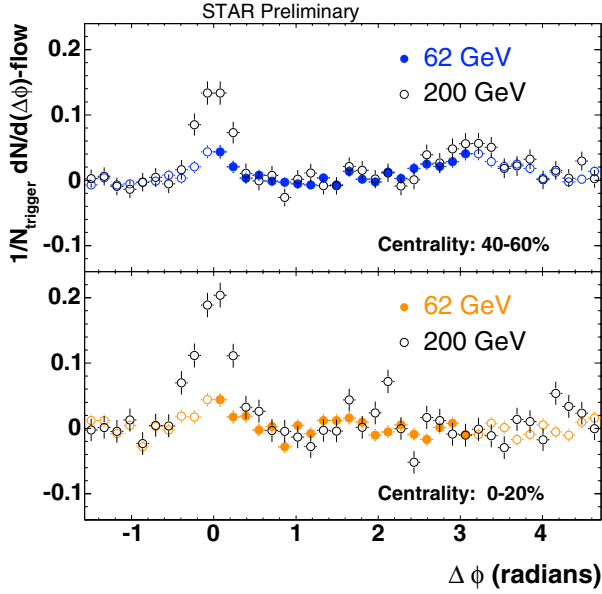 STAR Preliminary
1/N_trigger dN/d(Δϕ)-flow
0.2
0.1
0
-0.1
62 GeV
200 GeV
Centrality: 40-60%
0.2
0.1
0
-0.1
62 GeV
200 GeV
Centrality: 0-20%
-1 0 1 2 3 4
Δ ϕ (radians)